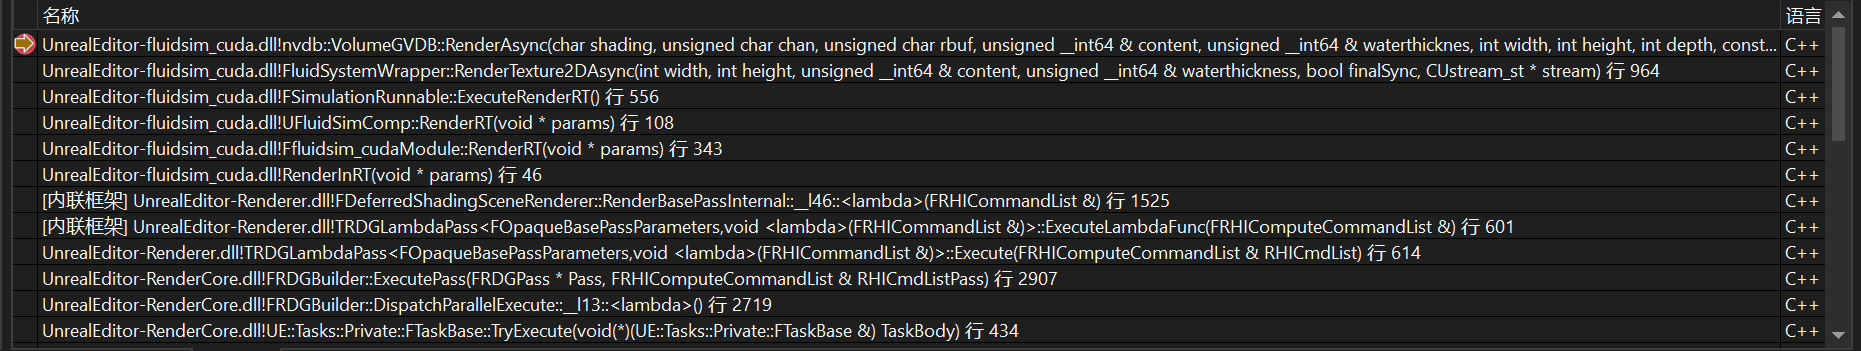 名称 语言
UnrealEditor-fluidsim_cuda.dll!nvdb::VolumeGVDB::RenderAsync(char shading, unsigned char chan, unsigned char rbuf, unsigned __int64 & content, unsigned __int64 & waterthicknes, int width, int height, int depth, const... C++
UnrealEditor-fluidsim_cuda.dll!FluidSystemWrapper::RenderTexture2DAsync(int width, int height, unsigned __int64 & content, unsigned __int64 & waterthickness, bool finalSync, CUstream_st * stream) 行 964 C++
UnrealEditor-fluidsim_cuda.dll!FSimulationRunnable::ExecuteRenderRT() 行 556 C++
UnrealEditor-fluidsim_cuda.dll!UFluidSimComp::RenderRT(void * params) 行 108 C++
UnrealEditor-fluidsim_cuda.dll!Ffluidsim_cudaModule::RenderRT(void * params) 行 343 C++
UnrealEditor-fluidsim_cuda.dll!RenderInRT(void * params) 行 46 C++
[内联框架] UnrealEditor-Renderer.dll!FDeferredShadingSceneRenderer::RenderBasePassInternal::__l46::<lambda>(FRHICommandList &) 行 1525 C++
[内联框架] UnrealEditor-Renderer.dll!TRDGLambdaPass<FOpaqueBasePassParameters,void <lambda>(FRHICommandList &)>::ExecuteLambdaFunc(FRHIComputeCommandList &) 行 601 C++
UnrealEditor-Renderer.dll!TRDGLambdaPass<FOpaqueBasePassParameters,void <lambda>(FRHICommandList &)>::Execute(FRHIComputeCommandList & RHICmdList) 行 614 C++
UnrealEditor-RenderCore.dll!FRDGBuilder::ExecutePass(FRDGPass * Pass, FRHIComputeCommandList & RHICmdListPass) 行 2907 C++
UnrealEditor-RenderCore.dll!FRDGBuilder::DispatchParallelExecute::__l13::<lambda>() 行 2719 C++
UnrealEditor-RenderCore.dll!UE::Tasks::Private::FTaskBase::TryExecute(void(*)(UE::Tasks::Private::FTaskBase &) TaskBody) 行 434 C++